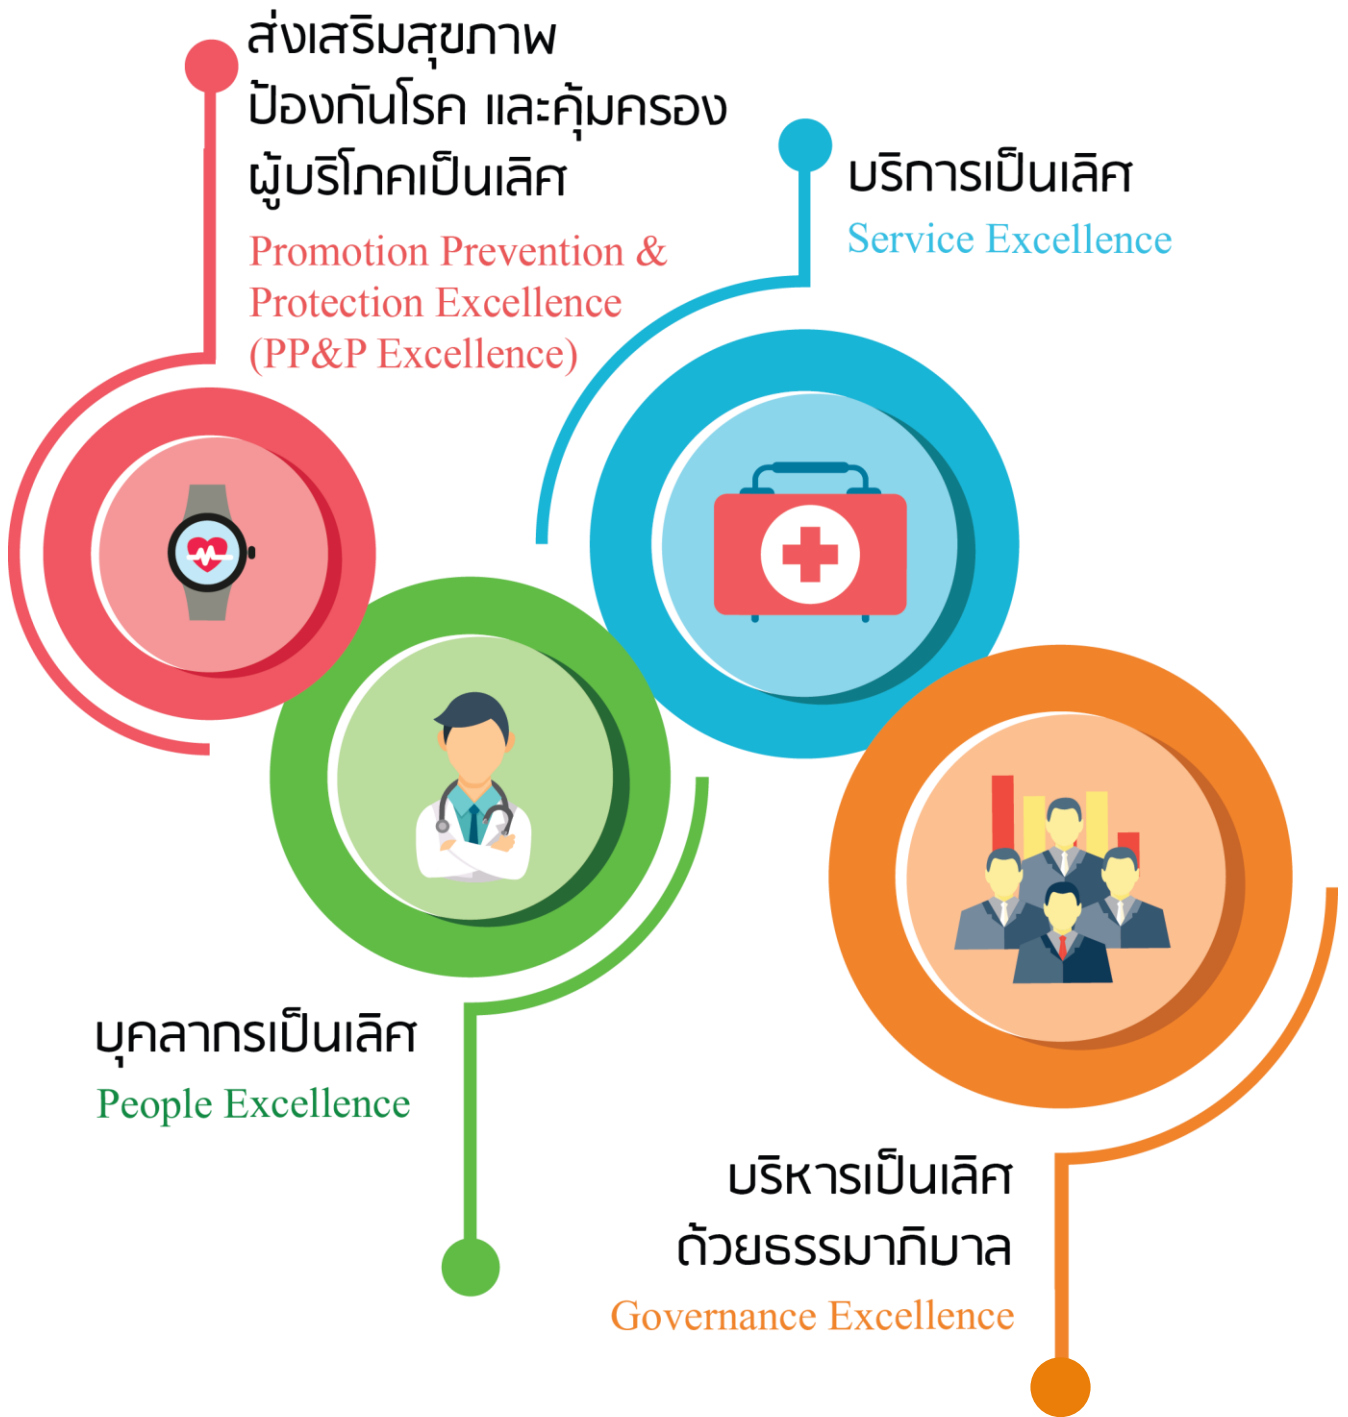 ส่งเสริมสุขภาพ
ป้องกันโรค และคุ้มครอง
ผู้บริโภคเป็นเลิศ
Promotion Prevention &
Protection Excellence
(PP&P Excellence)
บริการเป็นเลิศ
Service Excellence
บุคลากรเป็นเลิศ
People Excellence
บริหารเป็นเลิศ
ด้วยธรรมาภิบาล
Governance Excellence